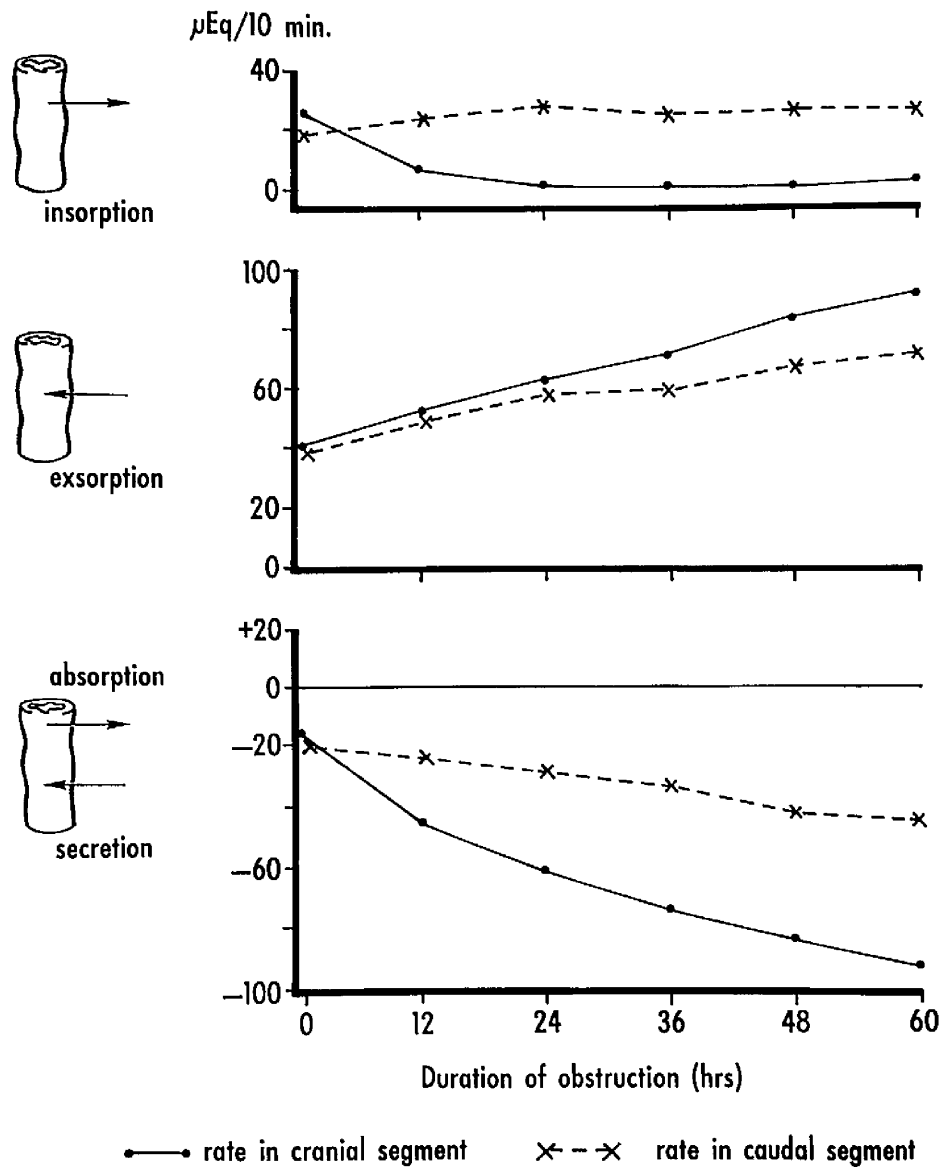 µEq/10 min.
40
0
insorption
100
60
20
0
exsorption
+20
0
−20
−60
−100
absorption
secretion
0 12 24 36 48 60
Duration of obstruction (hrs)
rate in cranial segment rate in caudal segment